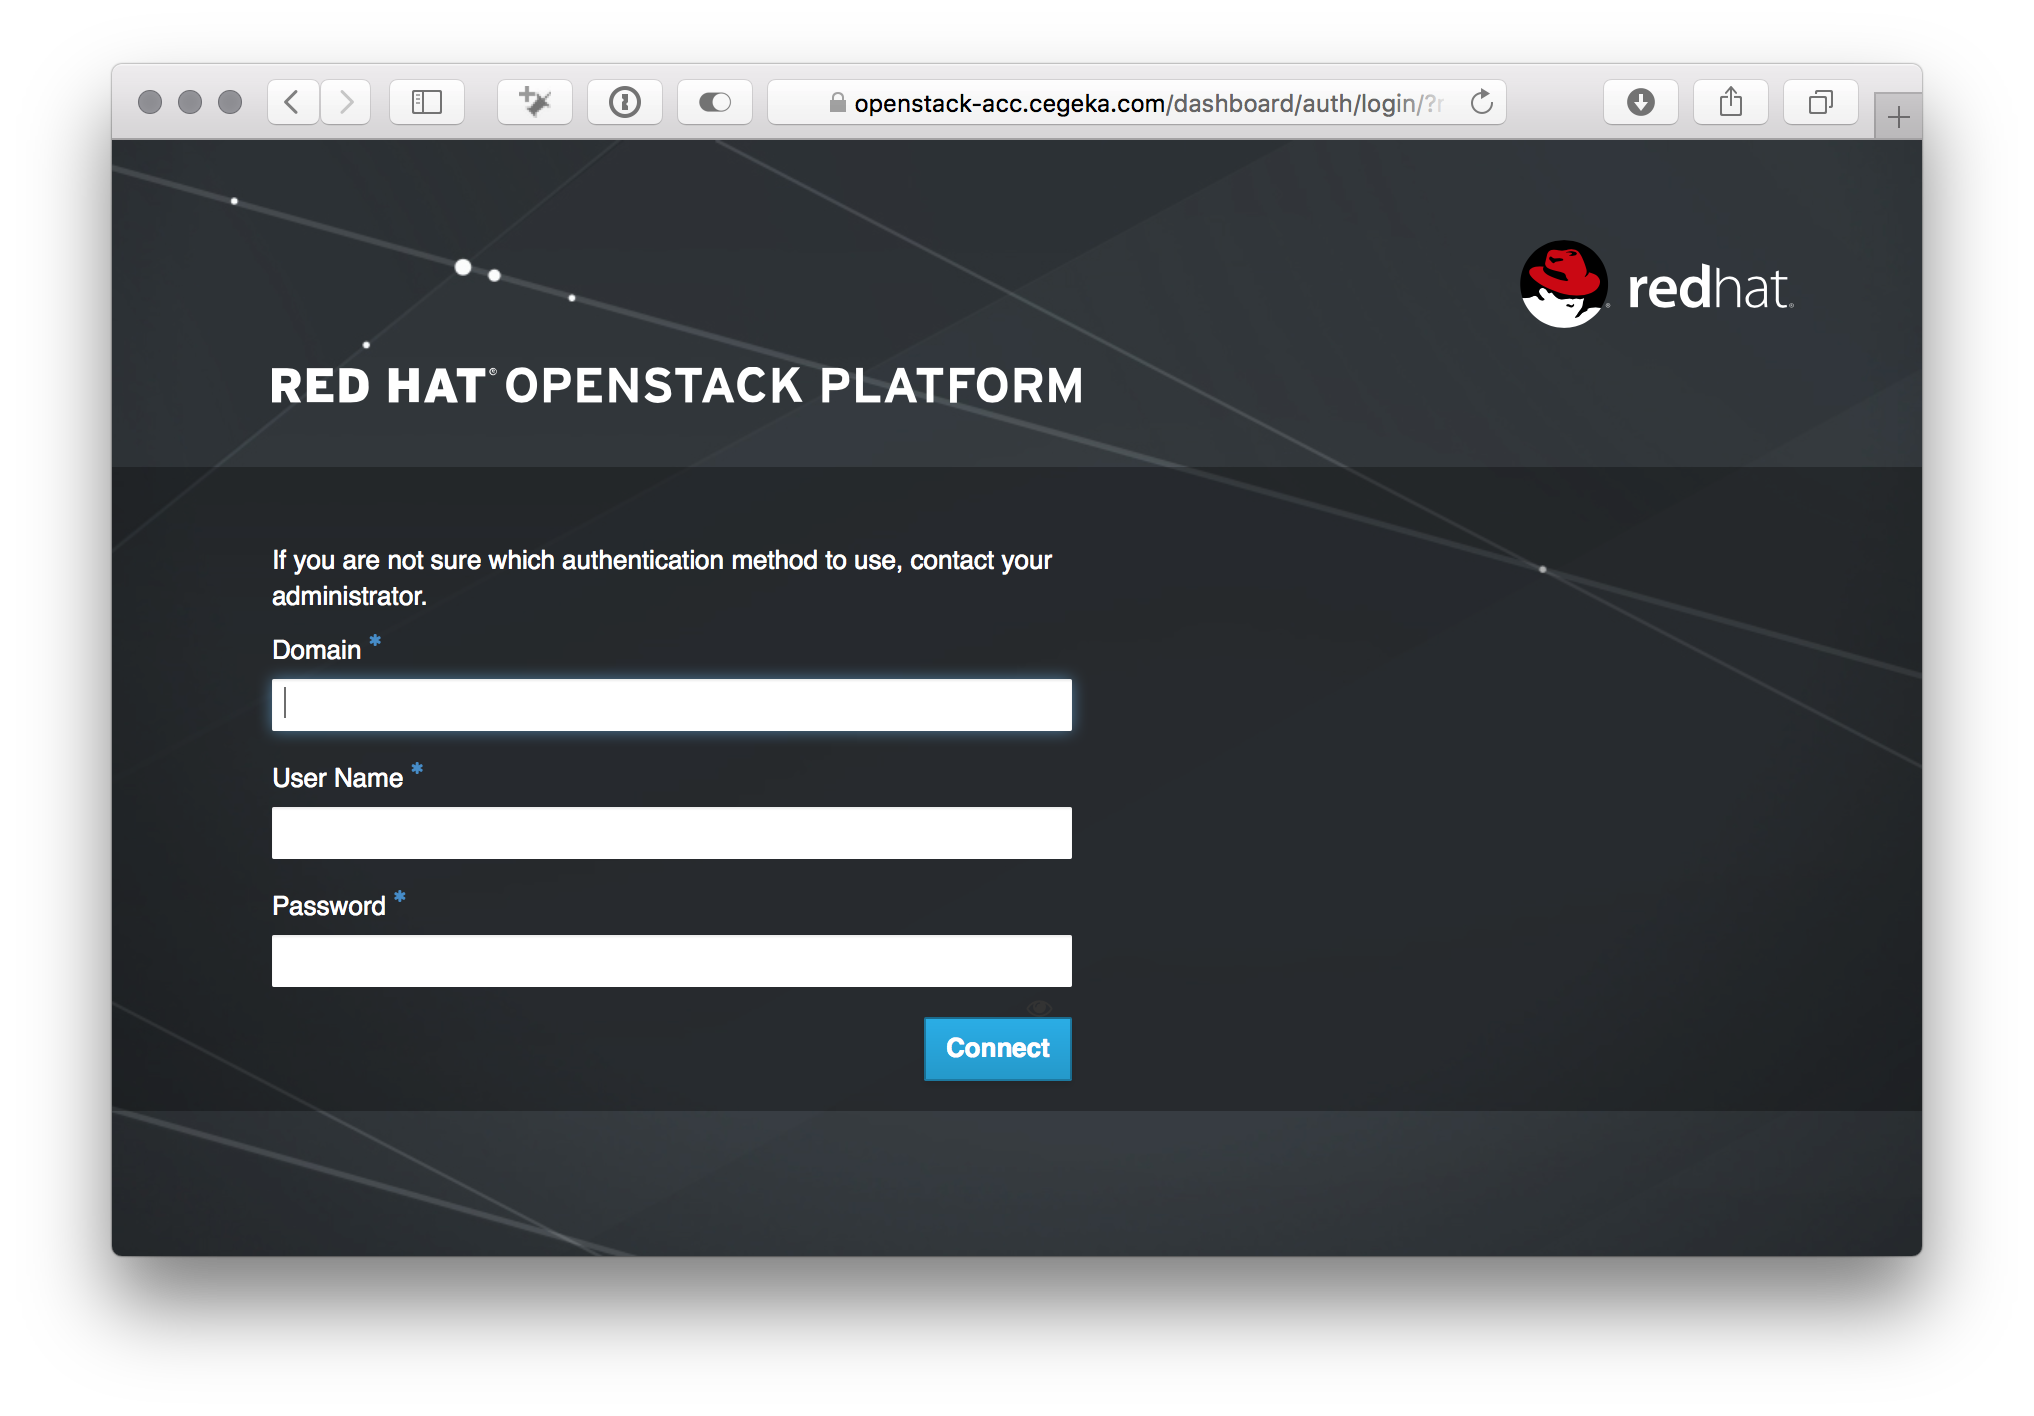 openstack-acc.cegeka.com/dashboard/auth/login/?r
redhat.
RED HAT® OPENSTACK PLATFORM
If you are not sure which authentication method to use, contact your
administrator.
Domain *
User Name *
Password *
Connect